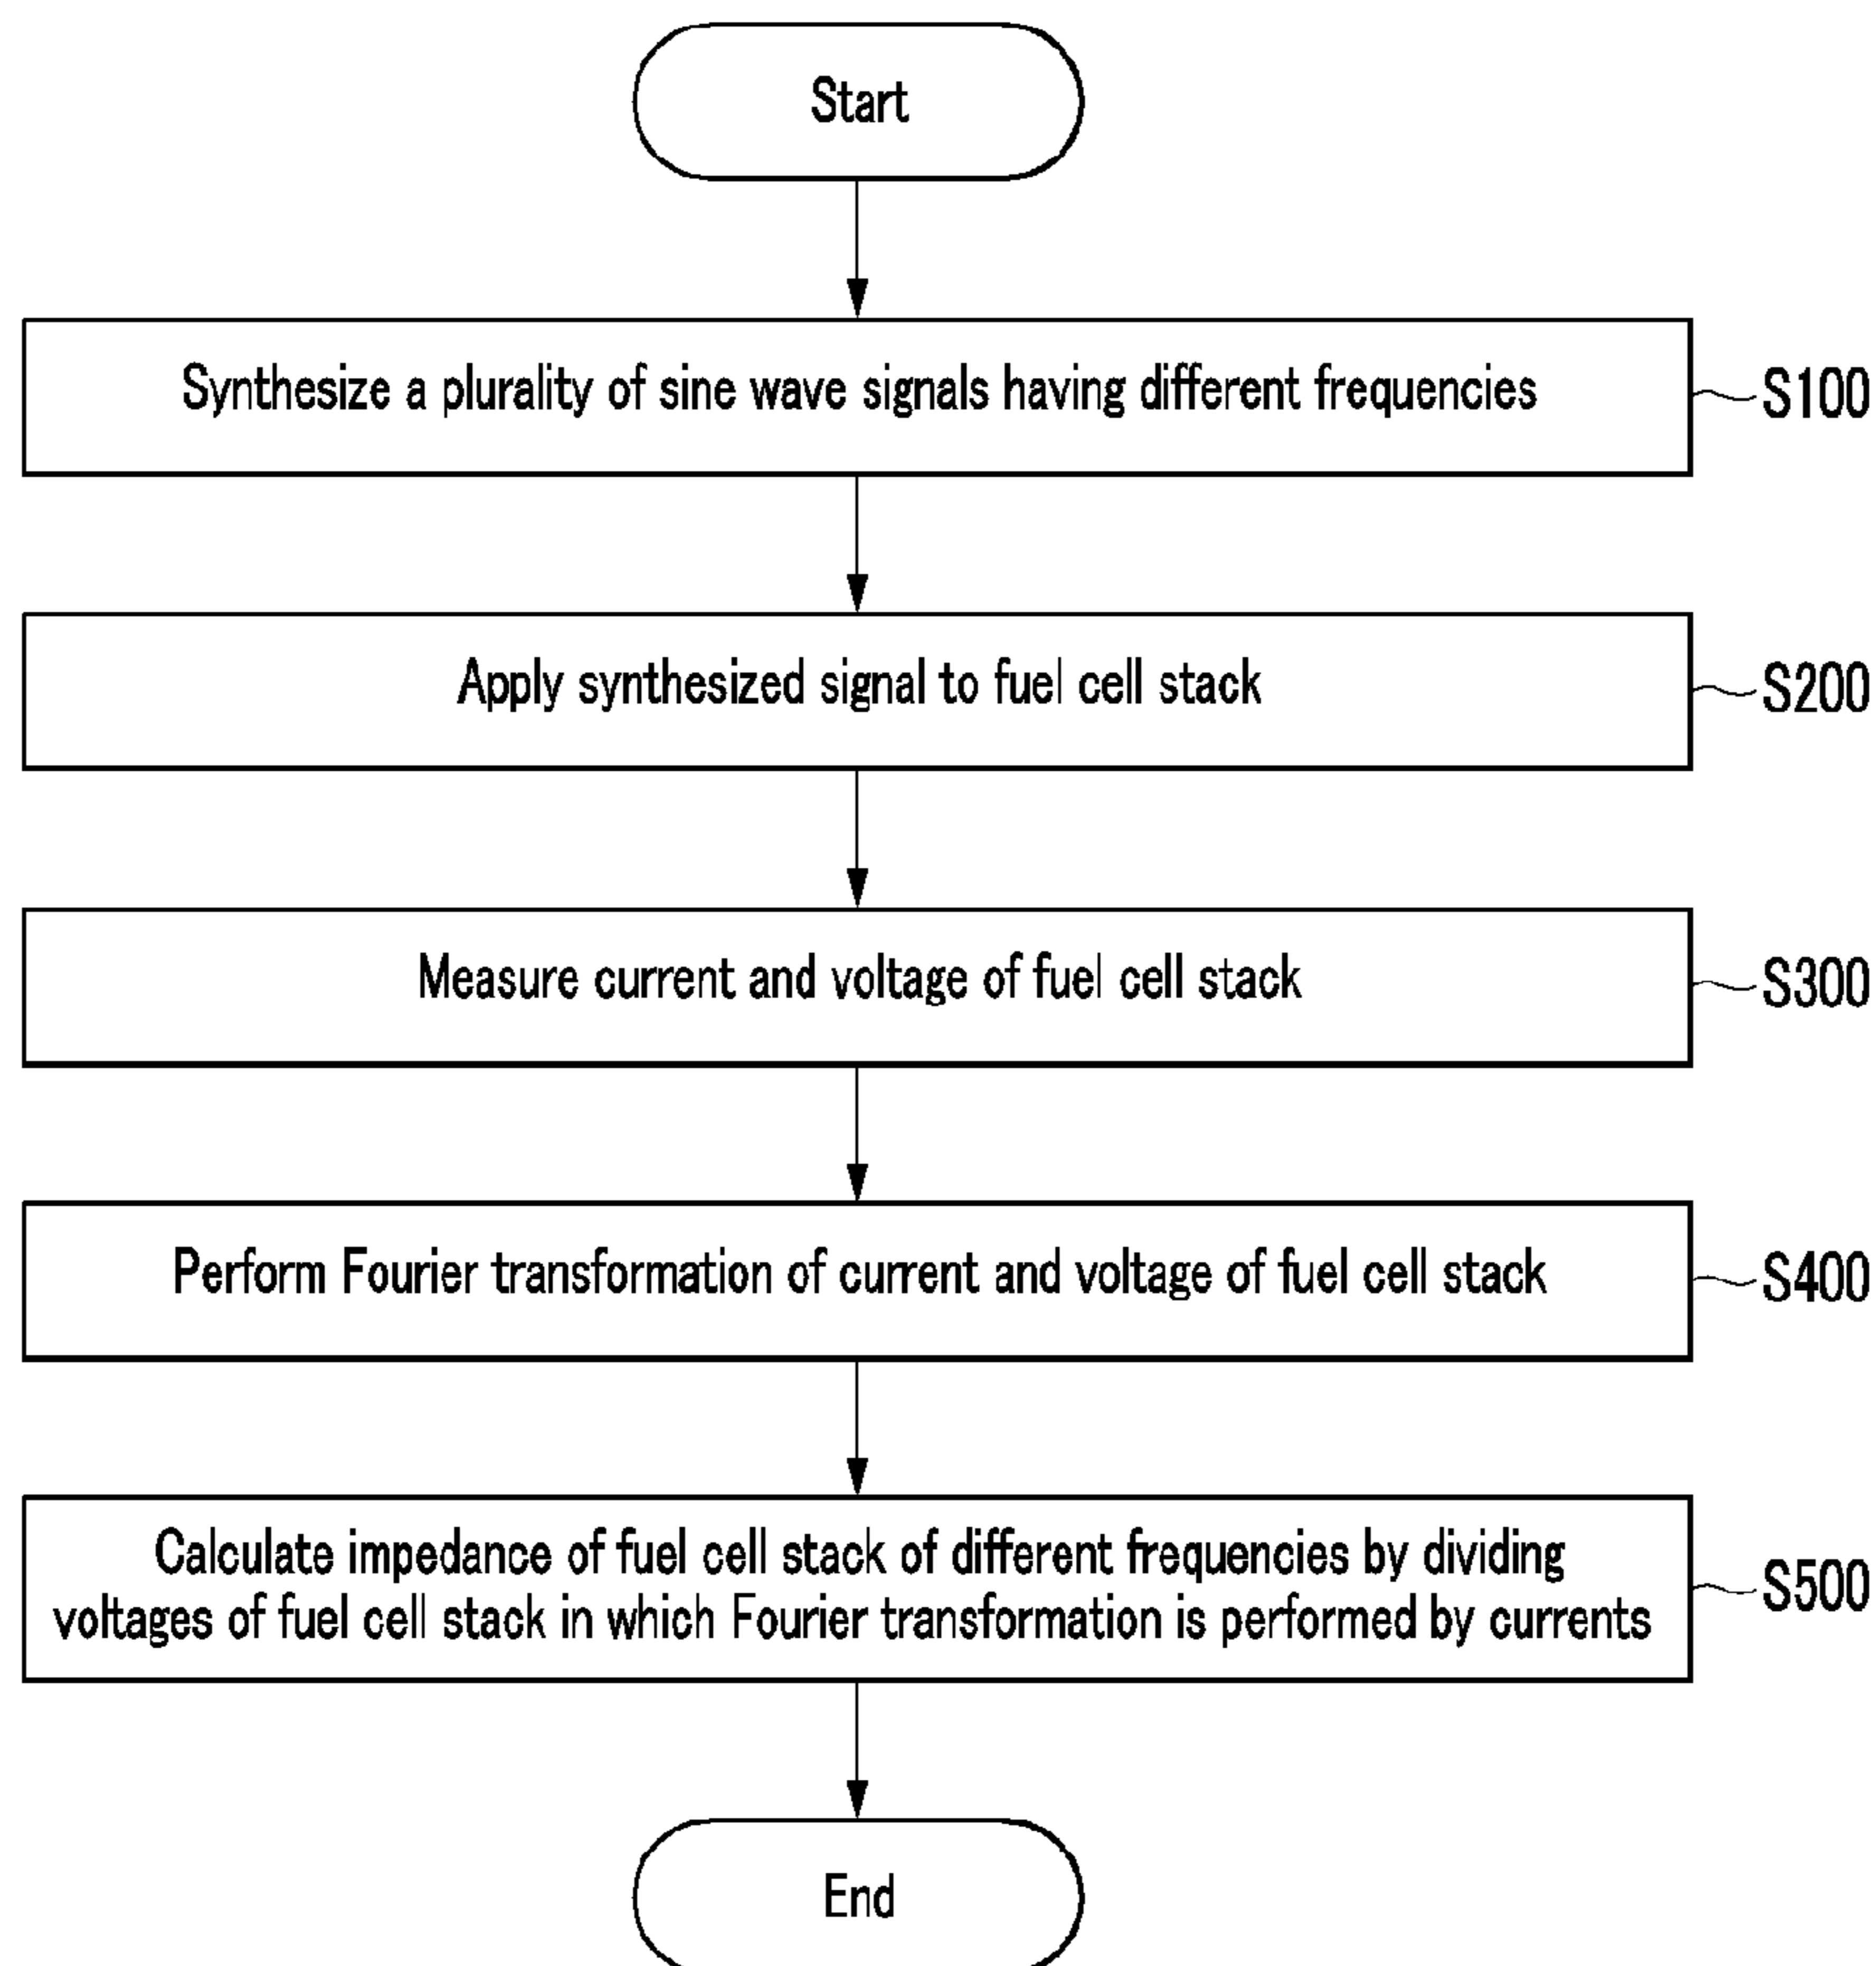 Start
Synthesize a plurality of sine wave signals having different frequencies
S100
Apply synthesized signal to fuel cell stack
S200
Measure current and voltage of fuel cell stack
S300
Perform Fourier transformation of current and voltage of fuel cell stack
S400
Calculate impedance of fuel cell stack of different frequencies by dividing
voltages of fuel cell stack in which Fourier transformation is performed by currents
S500
End